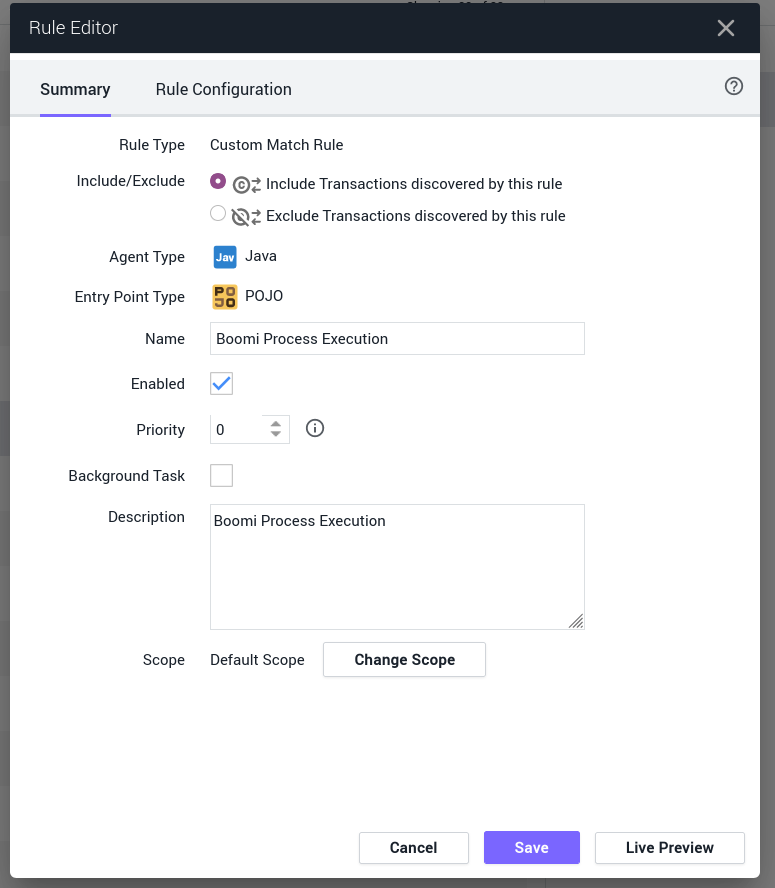 Rule Editor
Summary Rule Configuration
Rule Type Custom Match Rule
Include/Exclude Include Transactions discovered by this rule
Exclude Transactions discovered by this rule
Agent Type Jav Java
Entry Point Type POJO POJO
Name Boomi Process Execution
Enabled
Priority 0
Background Task
Description Boomi Process Execution
Scope Default Scope Change Scope
Cancel Save Live Preview